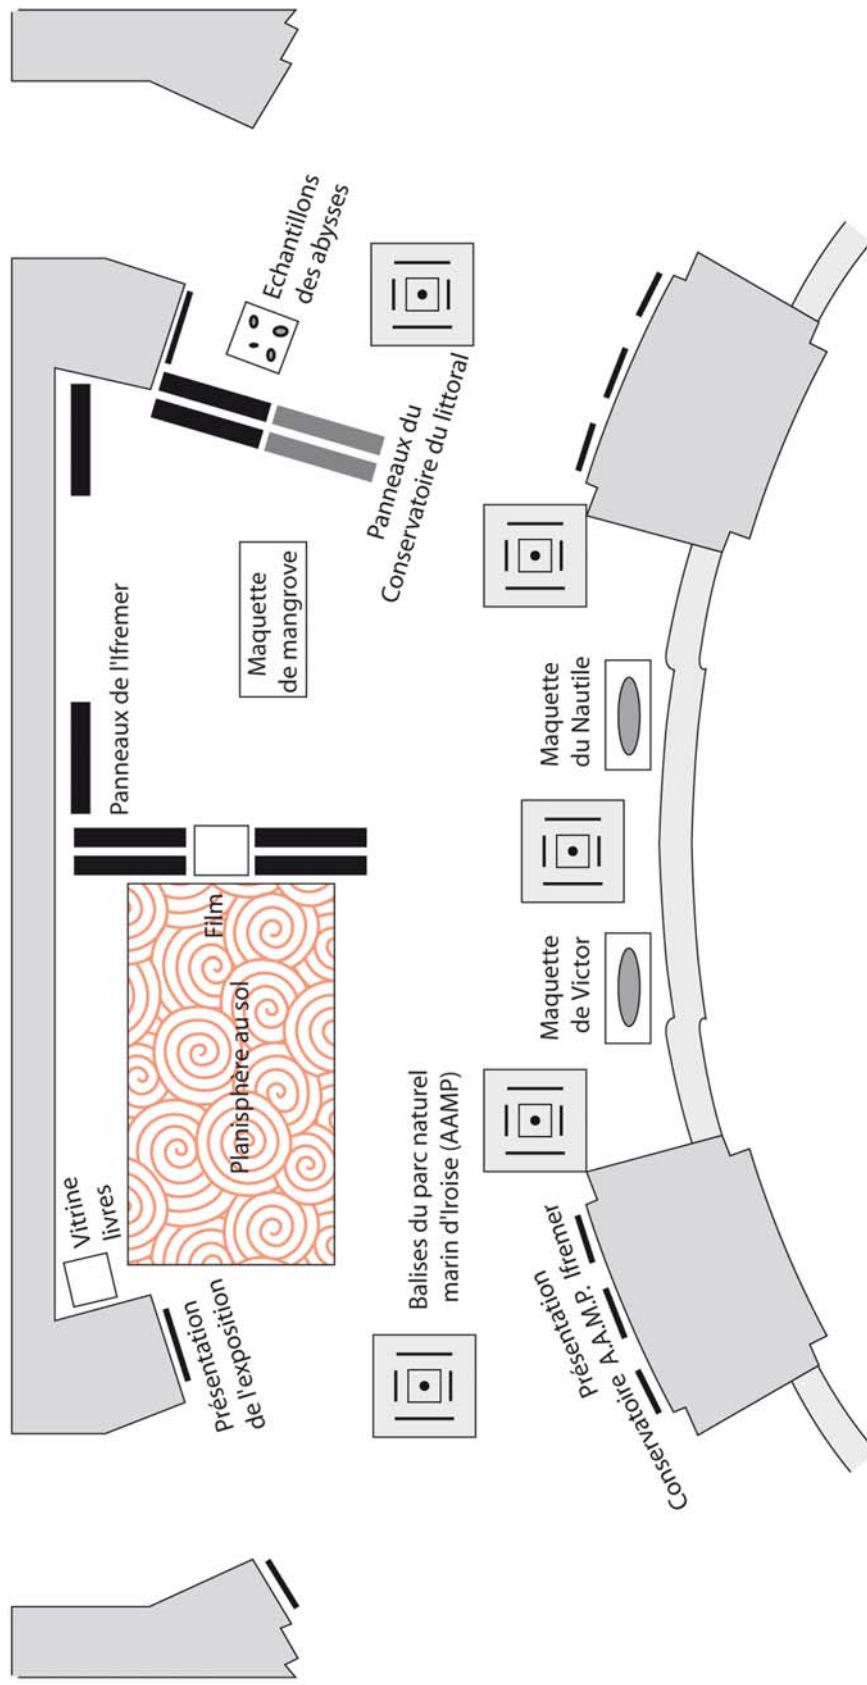 Vitrine
livres
Présentation
de l'exposition
Planisphère au sol
Film
Panneaux de l'Ifremer
Maquette
de mangrove
Echantillons
des abysses
Panneaux du
Conservatoire du littoral
Balises du parc naturel
marin d'Iroise (AAMP)
Maquette
de Victor
Maquette
du Nautile
Présentation
Conservatoire A.A.M.P. Ifremer